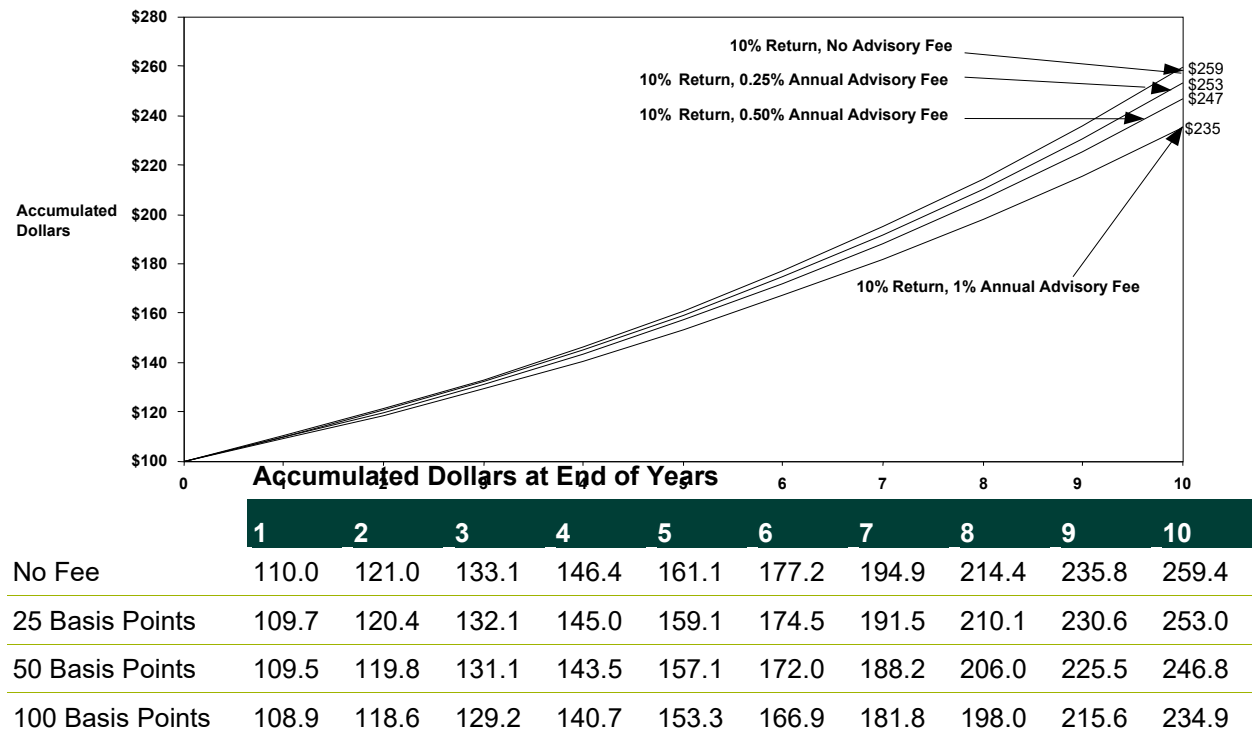 $280
$260
$240
$220
$200
$180
$160
$140
$120
$100
Accumulated
Dollars
10% Return, No Advisory Fee
10% Return, 0.25% Annual Advisory Fee
10% Return, 0.50% Annual Advisory Fee
10% Return, 1% Annual Advisory Fee
$259
$253
$247
$235
0 1 2 3 4 5 6 7 8 9 10
Accumulated Dollars at End of Years
1 2 3 4 5 6 7 8 9 10
No Fee 110.0 121.0 133.1 146.4 161.1 177.2 194.9 214.4 235.8 259.4
25 Basis Points 109.7 120.4 132.1 145.0 159.1 174.5 191.5 210.1 230.6 253.0
50 Basis Points 109.5 119.8 131.1 143.5 157.1 172.0 188.2 206.0 225.5 246.8
100 Basis Points 108.9 118.6 129.2 140.7 153.3 166.9 181.8 198.0 215.6 234.9